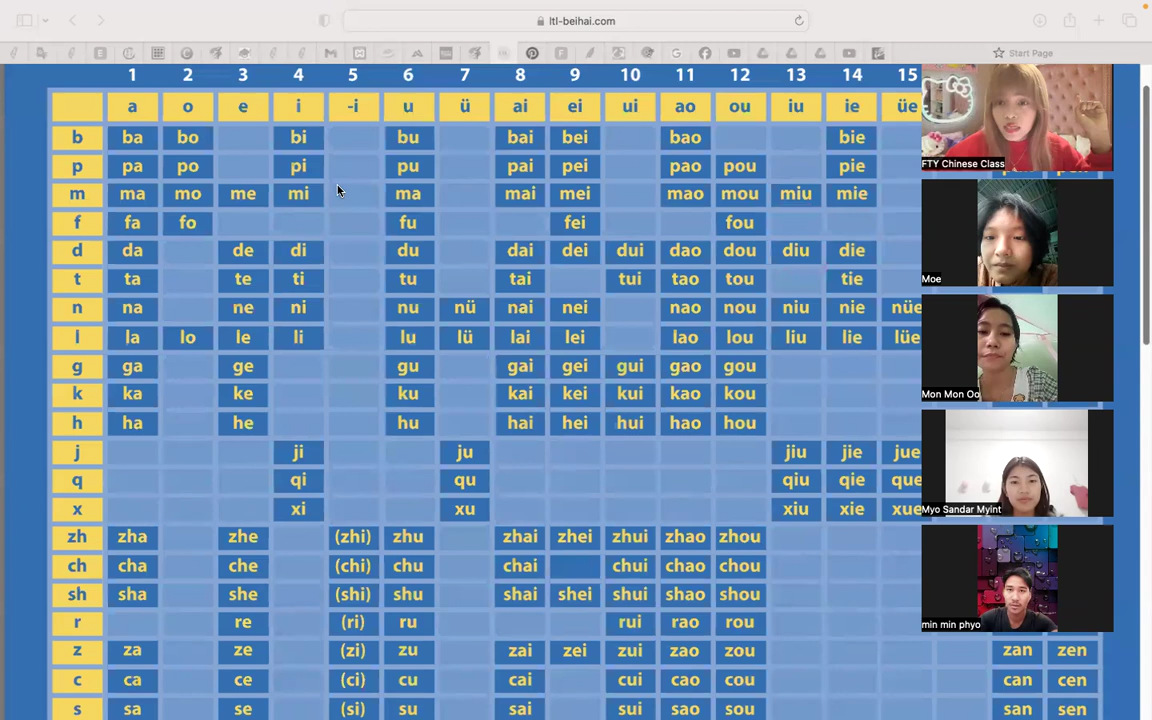 ltl-beihai.com
Start Page
1 2 3 4 5 6 7 8 9 10 11 12 13 14 15
a o e i -i u ü ai ei ui ao ou iu ie üe
b ba bo bi bu bai bei bao bie
p pa po pi pu pai pei pao pou pie
m ma mo me mi ma mai mei mao mou miu mie
f fa fo fu fei fou
d da de di du dai dei dui dao dou diu die
t ta te ti tu tai tui tao tou tie
n na ne ni nu nü nai nei nao nou niu nie nüe
l la lo le li lu lü lai lei lao lou liu lie lüe
g ga ge gu gai gei gui gao gou
k ka ke ku kai kei kui kao kou
h ha he hu hai hei hui hao hou
j ji ju jiu jie jue
q qi qu qiu qie que
x xi xu xiu xie xue
zh zha zhe (zhi) zhu zhai zhei zhui zhao zhou
ch cha che (chi) chu chai chui chao chou
sh sha she (shi) shu shai shei shui shao shou
r re (ri) ru rui rao rou
z za ze (zi) zu zai zei zui zao zou zan zen
c ca ce (ci) cu cai cui cao cou can cen
s sa se (si) su sai sui sao sou san sen
FTY Chinese Class
Moe
Mon Mon Oo
Myo Sandar Myint
min min phyo